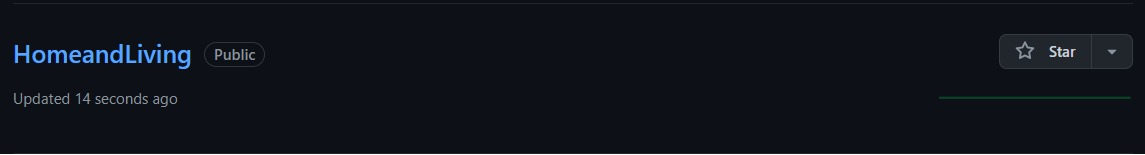 HomeandLiving Public Star
Updated 14 seconds ago